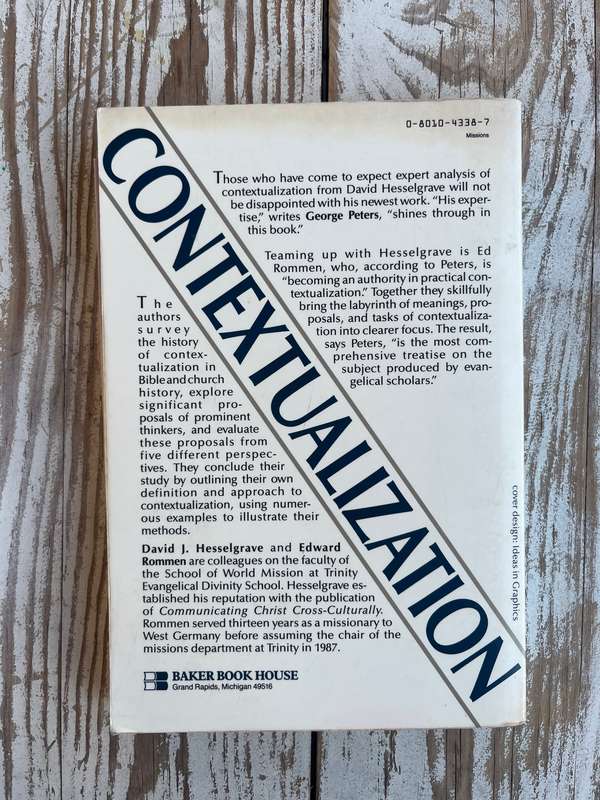 0-8010-4338-7
Missions
CONTEXTUALIZATION
Those who have come to expect expert analysis of
contextualization from David Hesselgrave will not
be disappointed with his newest work. “His exper-
tise,” writes George Peters, “shines through in
this book.”
Teaming up with Hesselgrave is Ed
Rommen, who, according to Peters, is
“becoming an authority in practical con-
textualization.” Together they skillfully
bring the labyrinth of meanings, pro-
posals, and tasks of contextualiza-
tion into clearer focus. The result,
says Peters, “is the most com-
prehensive treatise on the
subject produced by evan-
gelical scholars.”
The
authors
survey
the history
of contex-
tualization in
Bible and church
history, explore
significant pro-
posals of prominent
thinkers, and evaluate
these proposals from
five different perspec-
tives. They conclude their
study by outlining their own
definition and approach to
contextualization, using numer-
ous examples to illustrate their
methods.
David J. Hesselgrave and Edward
Rommen are colleagues on the faculty of
the School of World Mission at Trinity
Evangelical Divinity School. Hesselgrave es-
tablished his reputation with the publication
of Communicating Christ Cross-Culturally.
Rommen served thirteen years as a missionary to
West Germany before assuming the chair of the
missions department at Trinity in 1987.
BAKER BOOK HOUSE
Grand Rapids, Michigan 49516
cover design: Ideas in Graphics